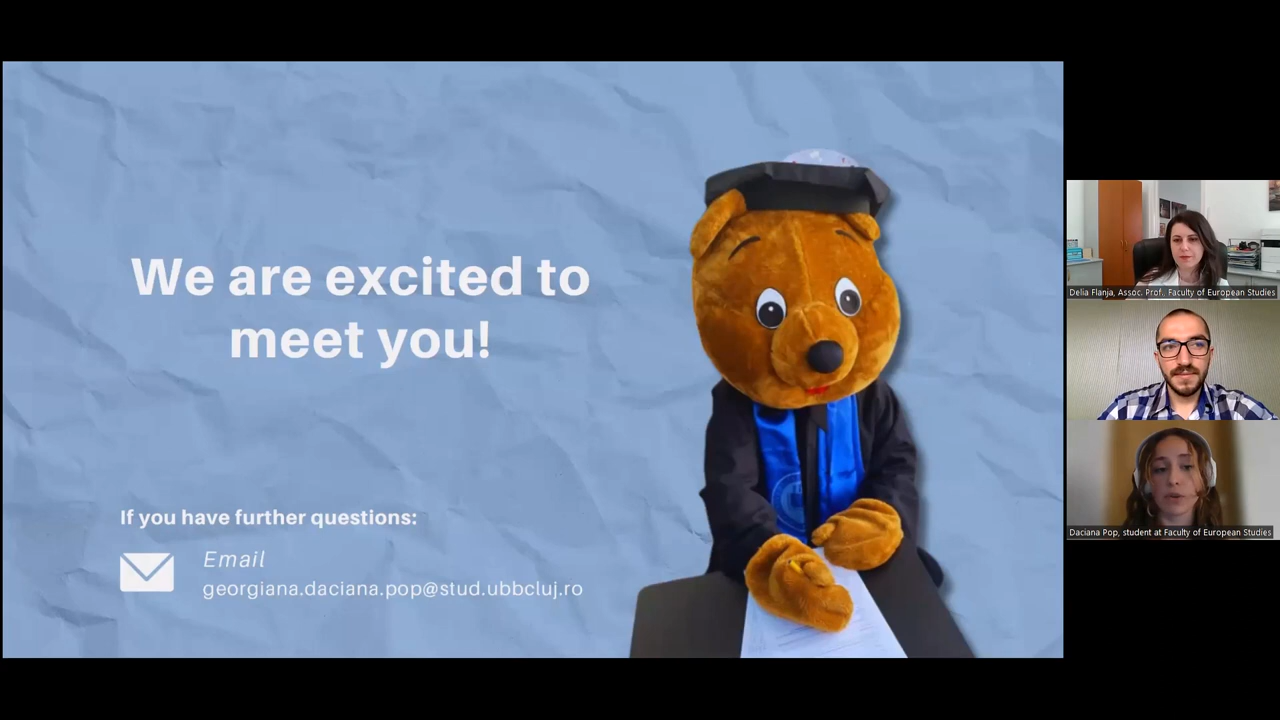 We are excited to
meet you!
If you have further questions:
Email
georgiana.daciana.pop@stud.ubbcluj.ro
Delia Flanja, Assoc. Prof., Faculty of European Studies
Daciana Pop, student at Faculty of European Studies